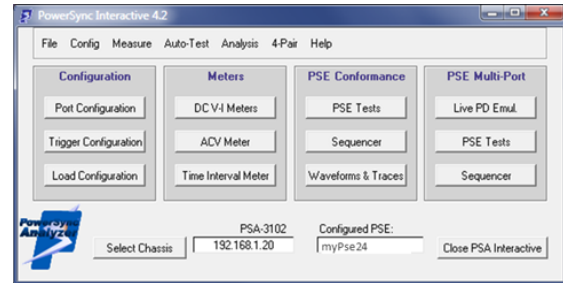 PowerSync Interactive 4.2
File Config Measure Auto-Test Analysis 4-Pair Help
Configuration Meters PSE Conformance PSE Multi-Port
Port Configuration DC V-I Meters PSE Tests Live PD Emul.
Trigger Configuration ACV Meter Sequencer PSE Tests
Load Configuration Time Interval Meter Waveforms & Traces Sequencer
PowerSync
Analyzer
PSA-3102 Configured PSE:
Select Chassis 192.168.1.20 myPse24 Close PSA Interactive